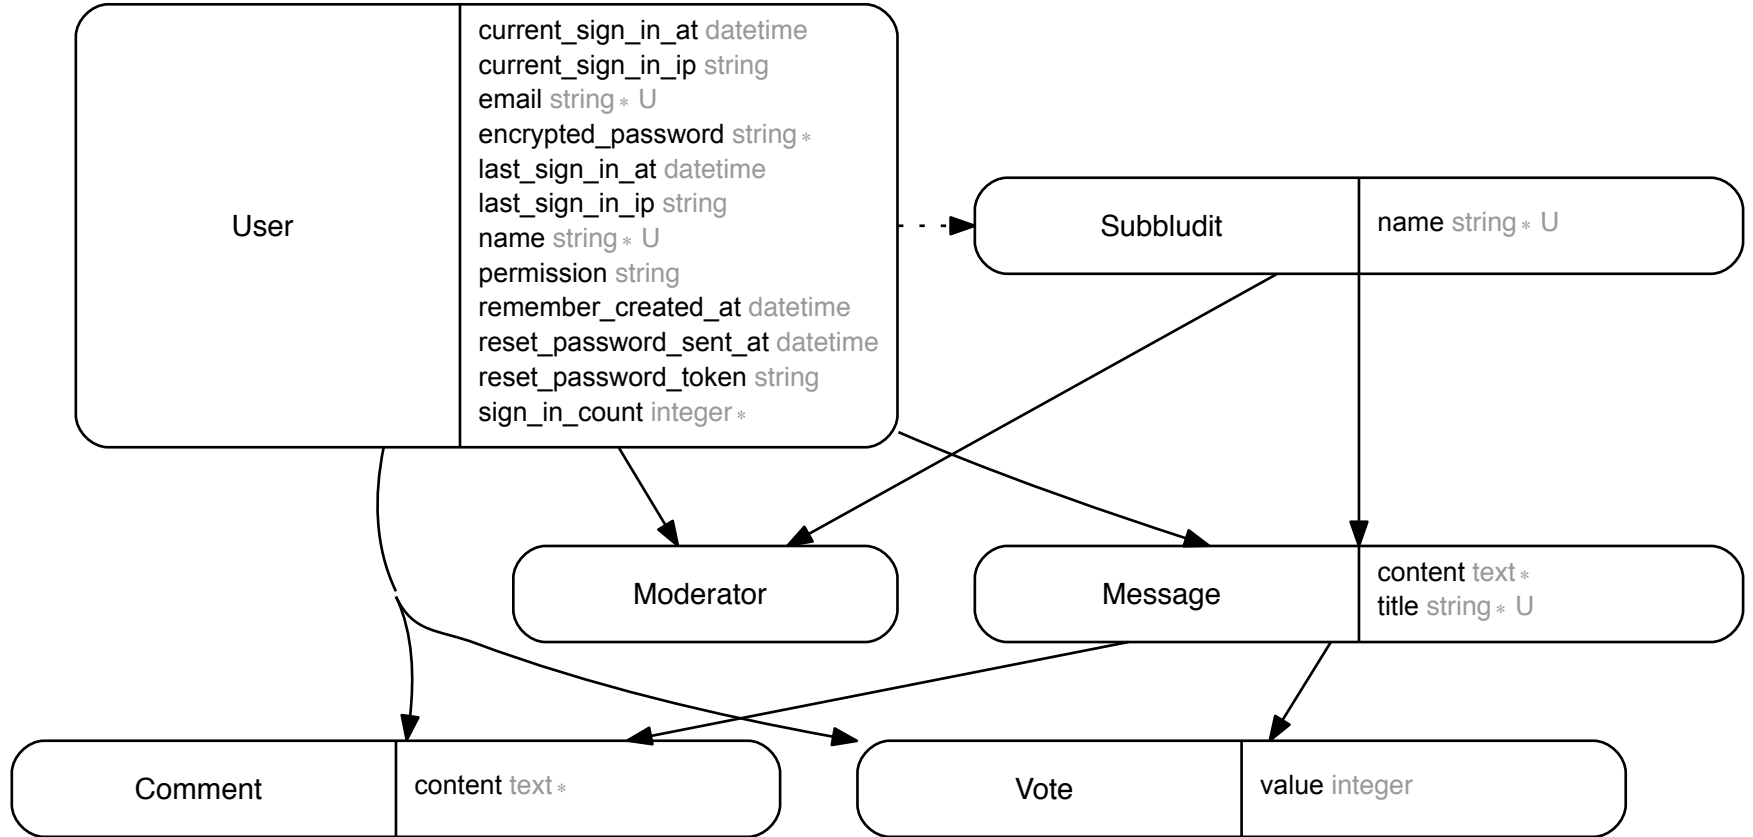 User
current_sign_in_at datetime
current_sign_in_ip string
email string * U
encrypted_password string *
last_sign_in_at datetime
last_sign_in_ip string
name string * U
permission string
remember_created_at datetime
reset_password_sent_at datetime
reset_password_token string
sign_in_count integer *
Subbludit
name string * U
Moderator
Message
content text *
title string * U
Comment
content text *
Vote
value integer